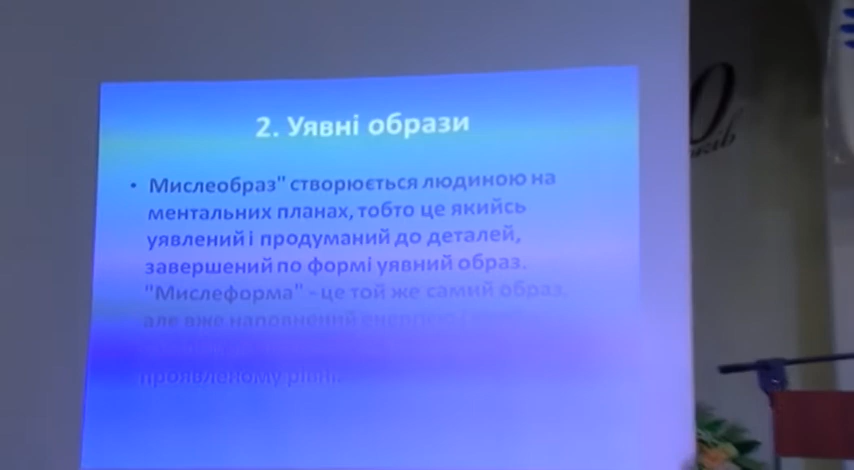 2. Уявні образи
• Мислеобраз" створюється людиною на
ментальних планах, тобто це якийсь
уявлений і продуманий до деталей,
завершений по формі уявний образ.
"Мислеформа" - це той же самий образ,
але вже наповнений енергією
проявленому рівні.